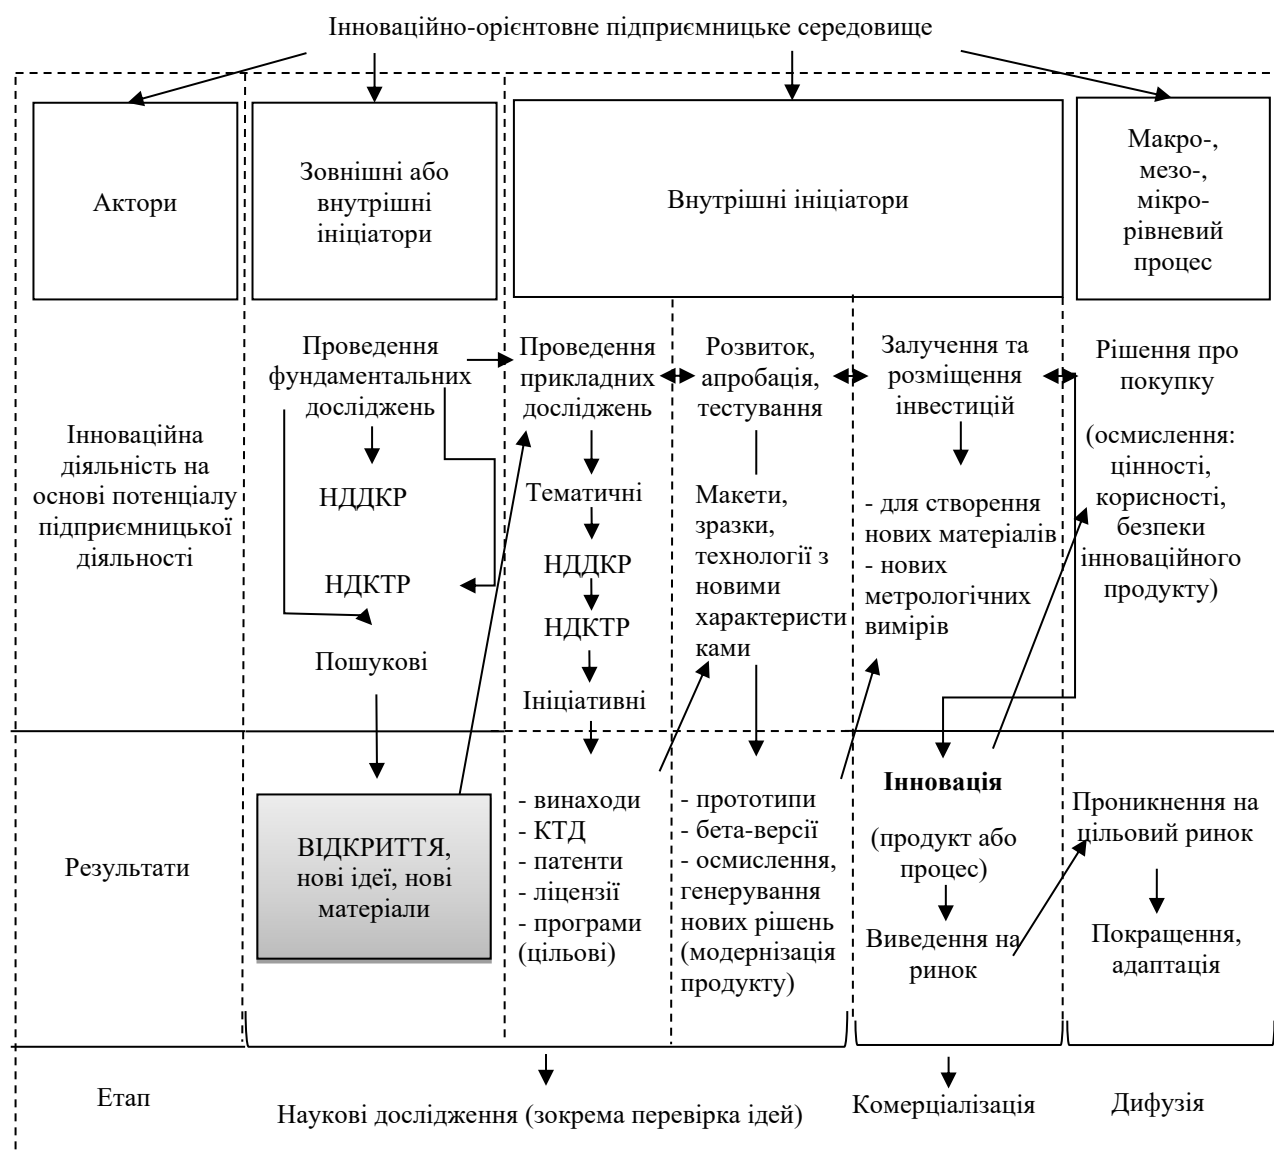 Інноваційно-орієнтовне підприємницьке середовище
Актори
Зовнішні або
внутрішні
ініціатори
Внутрішні ініціатори
Макро-,
мезо-,
мікро-
рівневий
процес
Інноваційна
діяльність на
основі потенціалу
підприємницької
діяльності
Проведення
фундаментальних
досліджень
НДДКР
НДКТР
Пошукові
Проведення
прикладних
досліджень
Тематичні
НДДКР
НДКТР
Ініціативні
Розвиток,
апробація,
тестування
Макети,
зразки,
технології з
новими
характеристи
ками
Залучення та
розміщення
інвестицій
- для створення
нових матеріалів
- нових
метрологічних
вимірів
Рішення про
покупку
(осмислення:
цінності,
корисності,
безпеки
інноваційного
продукту)
Результати
ВІДКРИТТЯ,
нові ідеї, нові
матеріали
- винаходи
- КТД
- патенти
- ліцензії
- програми
(цільові)
- прототипи
- бета-версії
- осмислення,
генерування
нових рішень
(модернізація
продукту)
Інновація
(продукт або
процес)
Виведення на
ринок
Проникнення на
цільовий ринок
Покращення,
адаптація
Етап
Наукові дослідження (зокрема перевірка ідей)
Комерціалізація
Дифузія